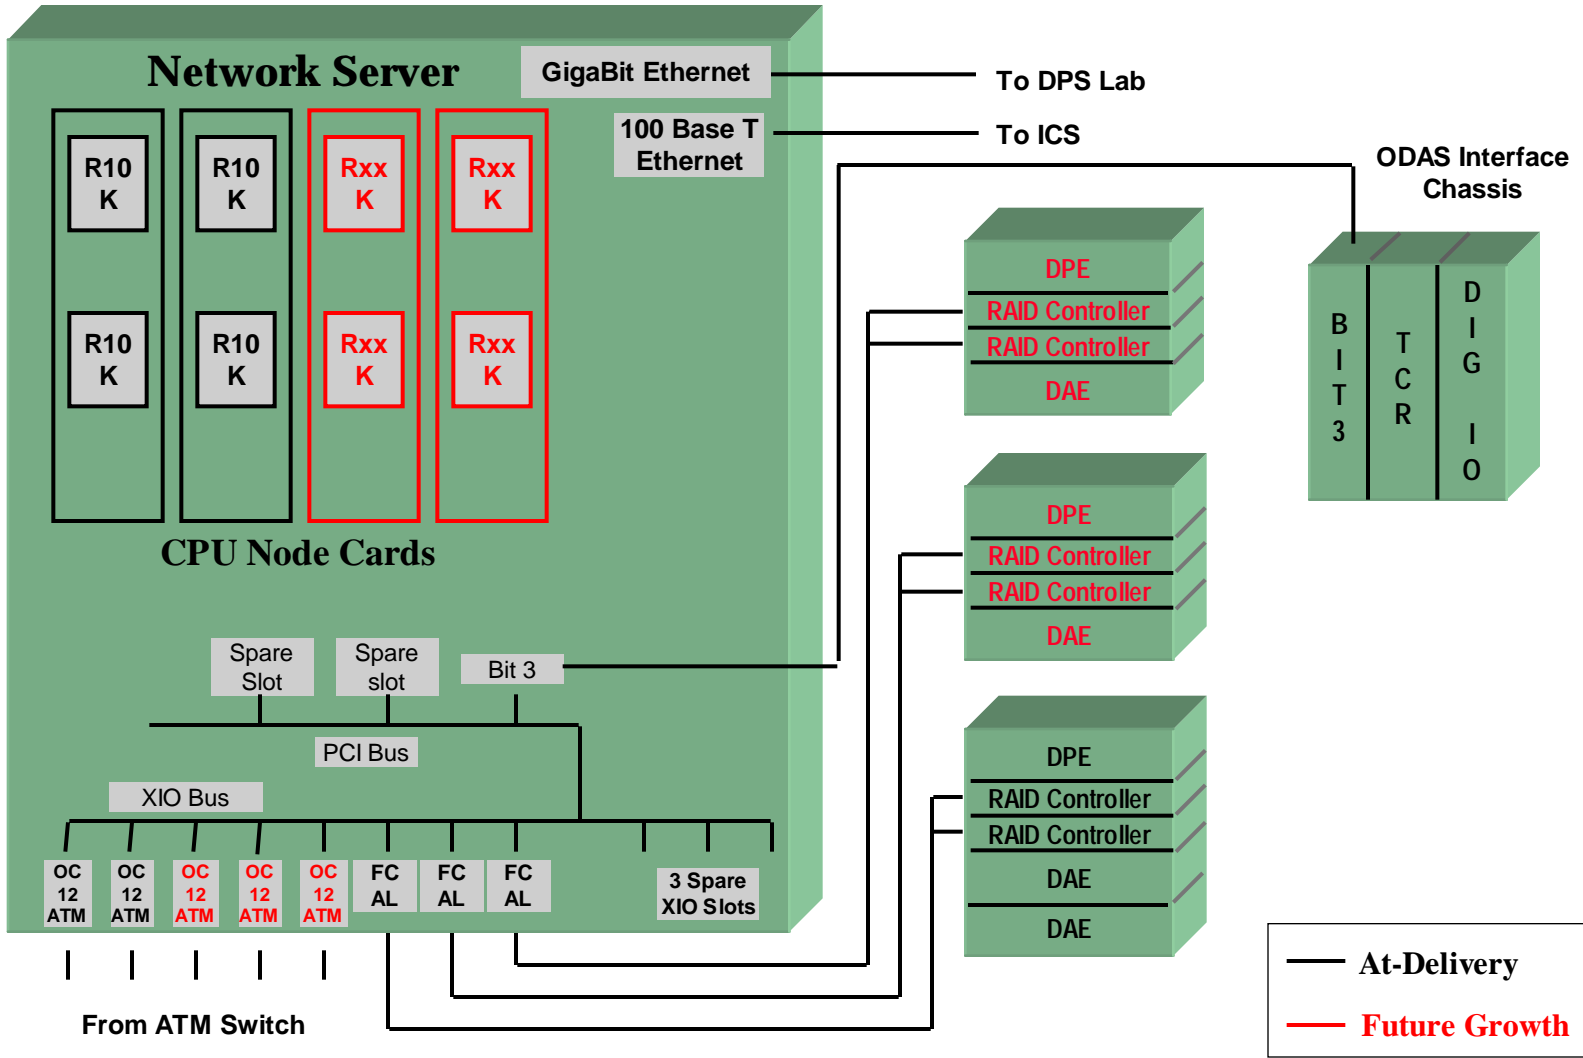 Network Server
GigaBit Ethernet
To DPS Lab
100 Base T
Ethernet
To ICS
ODAS Interface
Chassis
R10
K
R10
K
Rxx
K
Rxx
K
R10
K
R10
K
Rxx
K
Rxx
K
CPU Node Cards
DPE
RAID Controller
RAID Controller
DAE
B
I
T
3
T
C
R
D
I
G
I
O
DPE
RAID Controller
RAID Controller
DAE
Spare
Slot
Spare
slot
Bit 3
PCI Bus
XIO Bus
DPE
RAID Controller
RAID Controller
DAE
DAE
OC
12
ATM
OC
12
ATM
OC
12
ATM
OC
12
ATM
OC
12
ATM
FC
AL
FC
AL
FC
AL
3 Spare
XIO Slots
From ATM Switch
At-Delivery
Future Growth